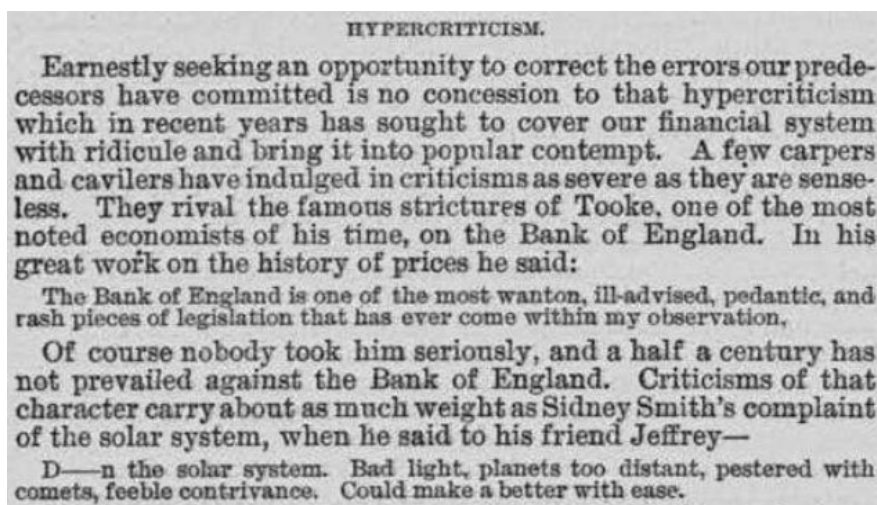 HYPERCRITICISM.
Earnestly seeking an opportunity to correct the errors our prede-
cessors have committed is no concession to that hypercriticism
which in recent years has sought to cover our financial system
with ridicule and bring it into popular contempt. A few carpers
and cavilers have indulged in criticisms as severe as they are sense-
less. They rival the famous strictures of Tooke, one of the most
noted economists of his time, on the Bank of England. In his
great work on the history of prices he said:
The Bank of England is one of the most wanton, ill-advised, pedantic, and
rash pieces of legislation that has ever come within my observation.
Of course nobody took him seriously, and a half a century has
not prevailed against the Bank of England. Criticisms of that
character carry about as much weight as Sidney Smith's complaint
of the solar system, when he said to his friend Jeffrey—
D—n the solar system. Bad light, planets too distant, pestered with
comets, feeble contrivance. Could make a better with ease.